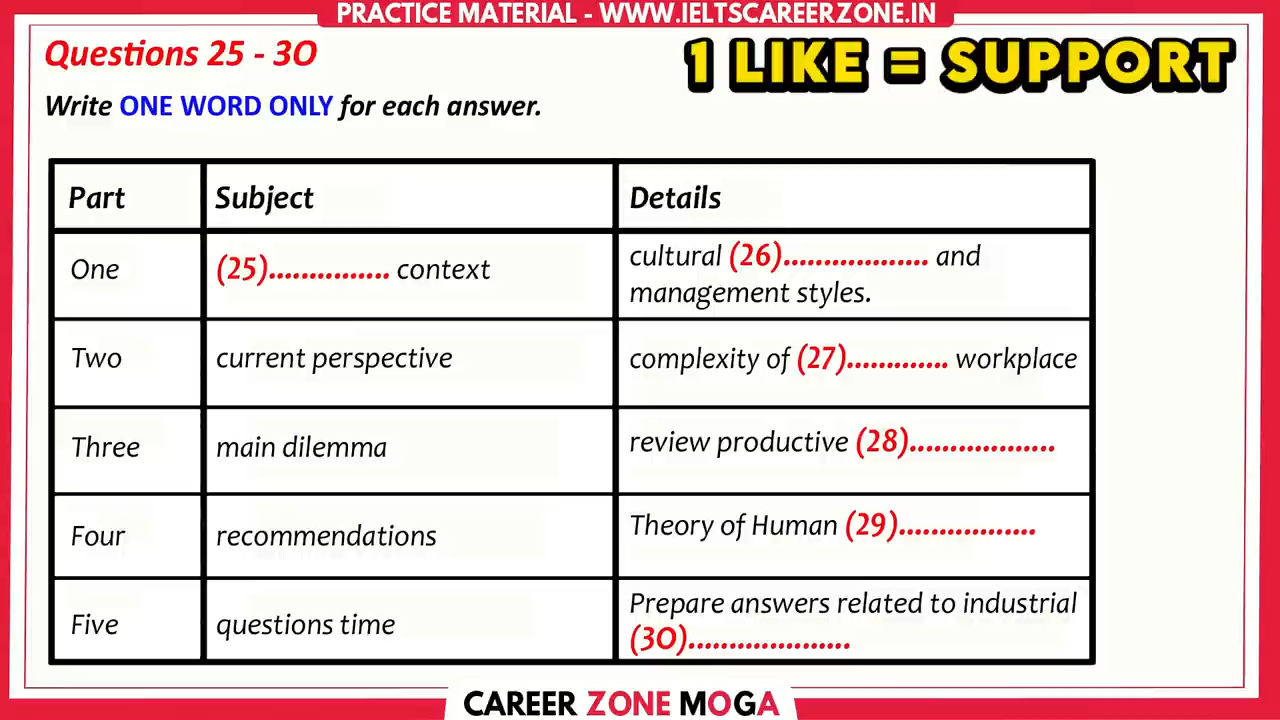 PRACTICE MATERIAL - WWW.IELTSCAREERZONE.IN
Questions 25 - 3O
1 LIKE = SUPPORT
Write ONE WORD ONLY for each answer.
Part Subject Details
One (25)............... context cultural (26).................. and
management styles.
Two current perspective complexity of (27)............. workplace
Three main dilemma review productive (28)..................
Four recommendations Theory of Human (29).................
Five questions time Prepare answers related to industrial
(3O)....................
CAREER ZONE MOGA